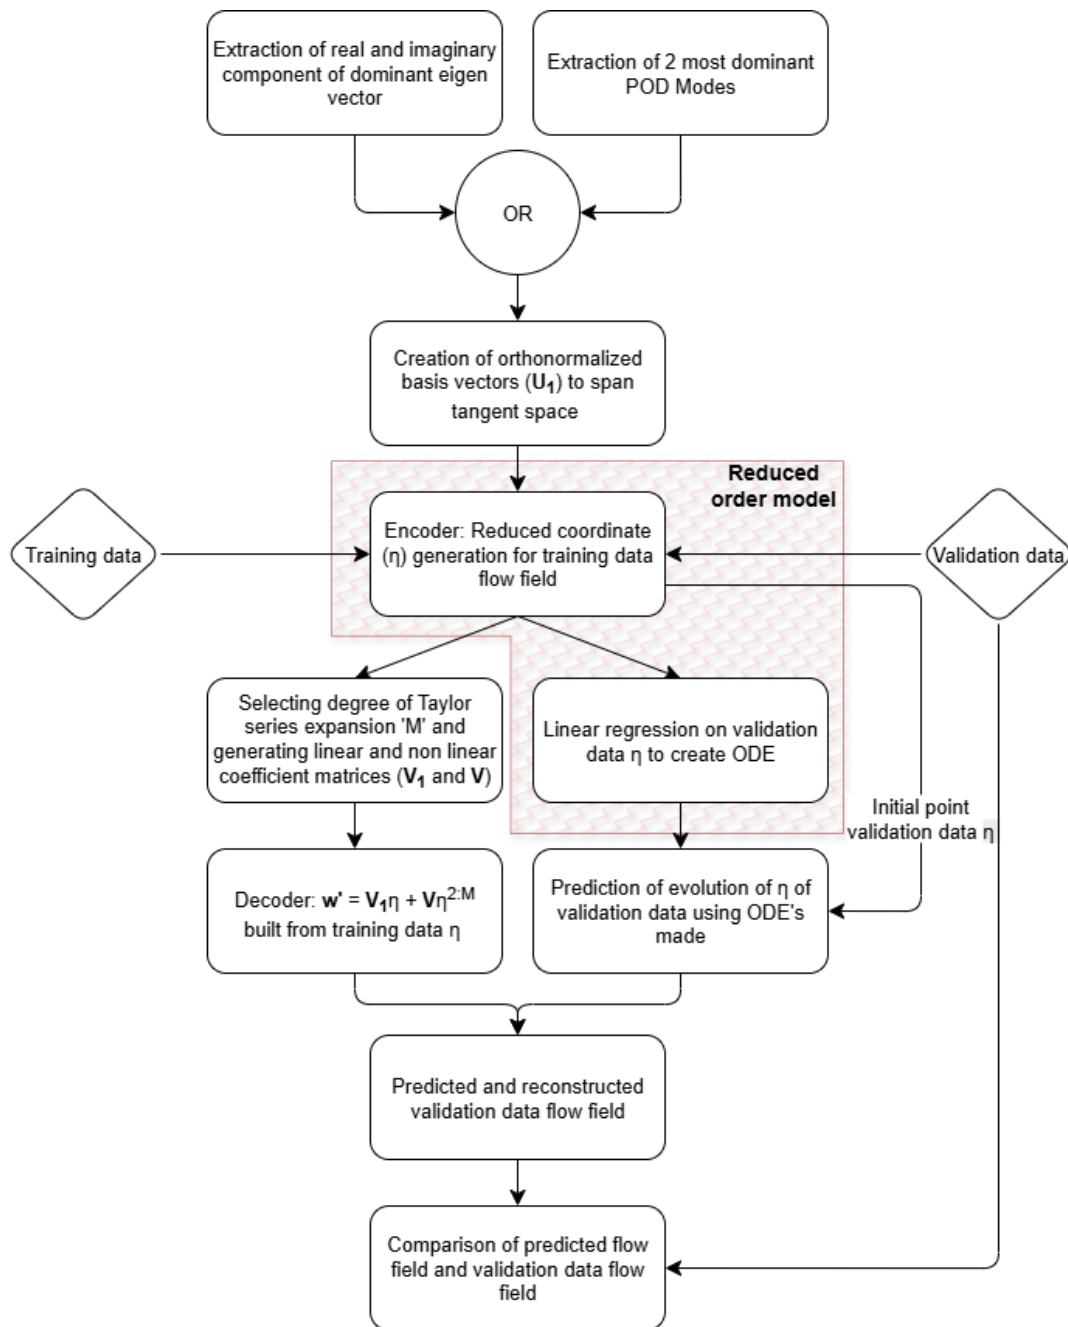 Extraction of real and imaginary
component of dominant eigen
vector
Extraction of 2 most dominant
POD Modes
OR
Creation of orthonormalized
basis vectors (U₁) to span
tangent space
Reduced
order model
Training data
Encoder: Reduced coordinate
(η) generation for training data
flow field
Validation data
Selecting degree of Taylor
series expansion 'M' and
generating linear and non linear
coefficient matrices (V₁ and V)
Linear regression on validation
data η to create ODE
Initial point
validation data η
Decoder: w' = V₁η + Vη²:ᴹ
built from training data η
Prediction of evolution of η of
validation data using ODE's
made
Predicted and reconstructed
validation data flow field
Comparison of predicted flow
field and validation data flow
field